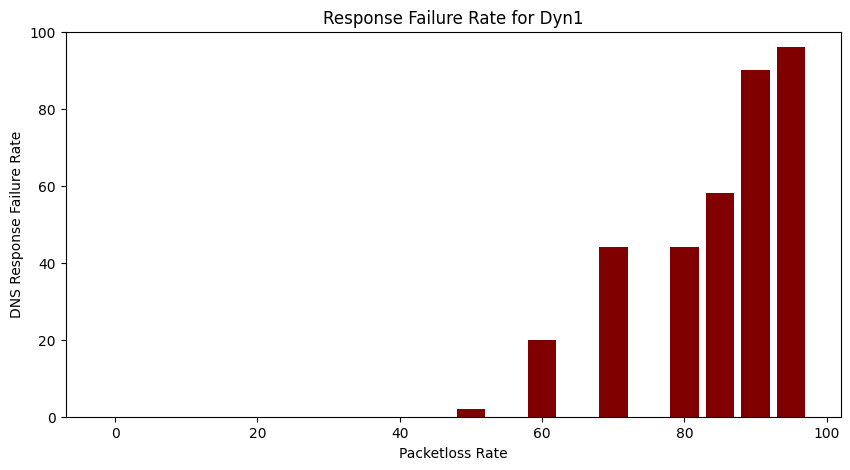 Response Failure Rate for Dyn1
100
80
60
40
20
0
DNS Response Failure Rate
0 20 40 60 80 100
Packetloss Rate